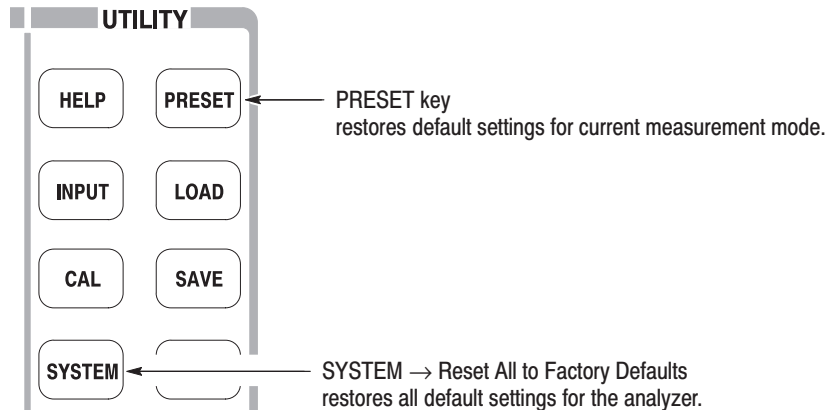 UTILITY
HELP
PRESET
PRESET key
restores default settings for current measurement mode.
INPUT
LOAD
CAL
SAVE
SYSTEM
SYSTEM → Reset All to Factory Defaults
restores all default settings for the analyzer.